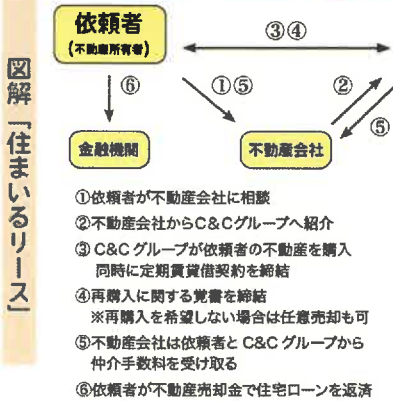 図解「住まいるリース」
依頼者
(不動産所有者)
③④
⑥
①⑤
②
⑤
金融機関
不動産会社
①依頼者が不動産会社に相談
②不動産会社からC&Cグループへ紹介
③C&Cグループが依頼者の不動産を購入
同時に定期賃貸借契約を締結
④再購入に関する覚書を締結
※再購入を希望しない場合は任意売却も可
⑤不動産会社は依頼者とC&Cグループから
仲介手数料を受け取る
⑥依頼者が不動産売却金で住宅ローンを返済